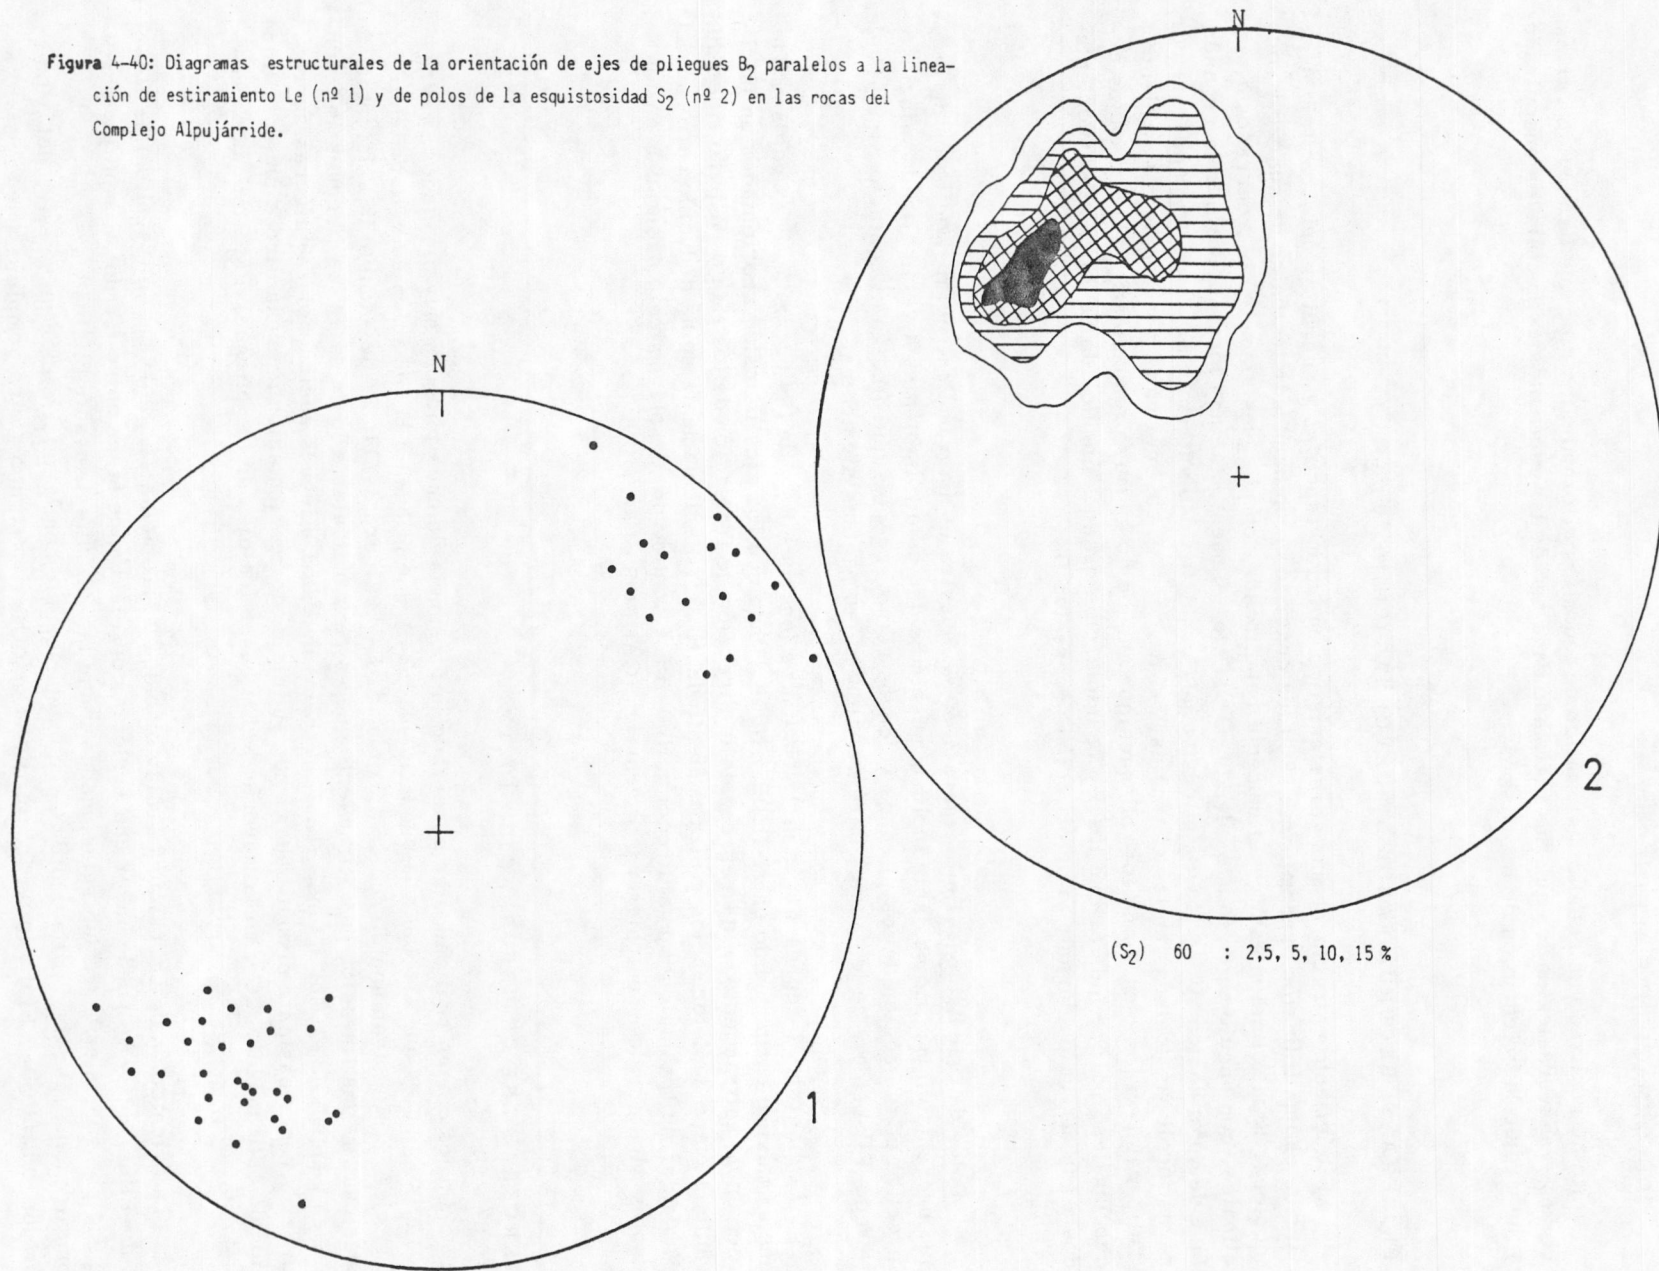 Figura 4-40: Diagramas estructurales de la orientación de ejes de pliegues B₂ paralelos a la linea-
ción de estiramiento Le (nº 1) y de polos de la esquistosidad S₂ (nº 2) en las rocas del
Complejo Alpujárride.
N
2
(S₂) 60 : 2,5, 5, 10, 15 %
N
1